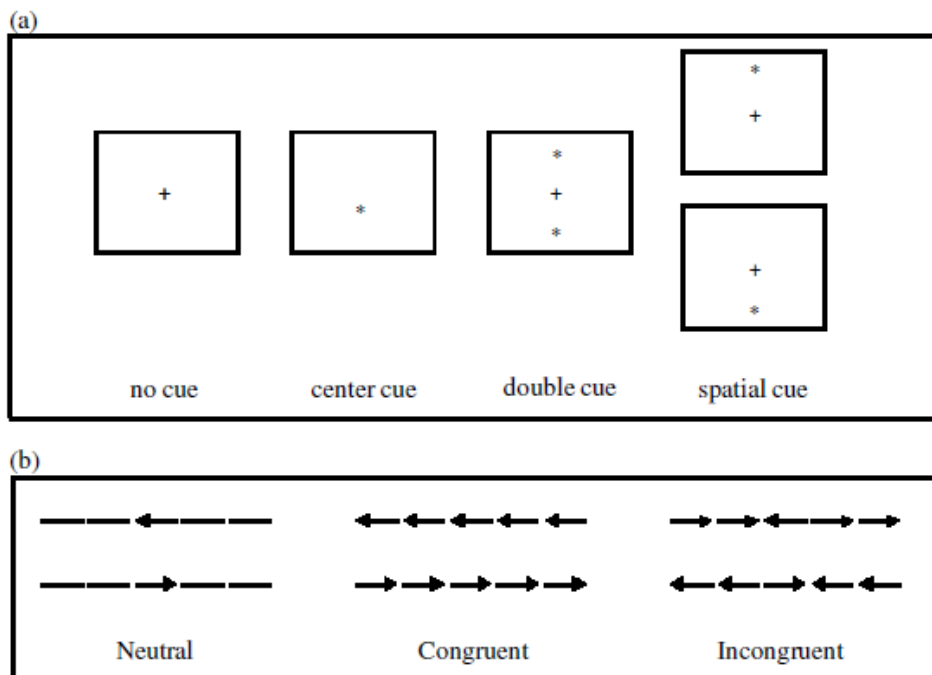 (a)
*
+
+
*
*
+
*
+
*
no cue
center cue
double cue
spatial cue
(b)
Neutral
Congruent
Incongruent